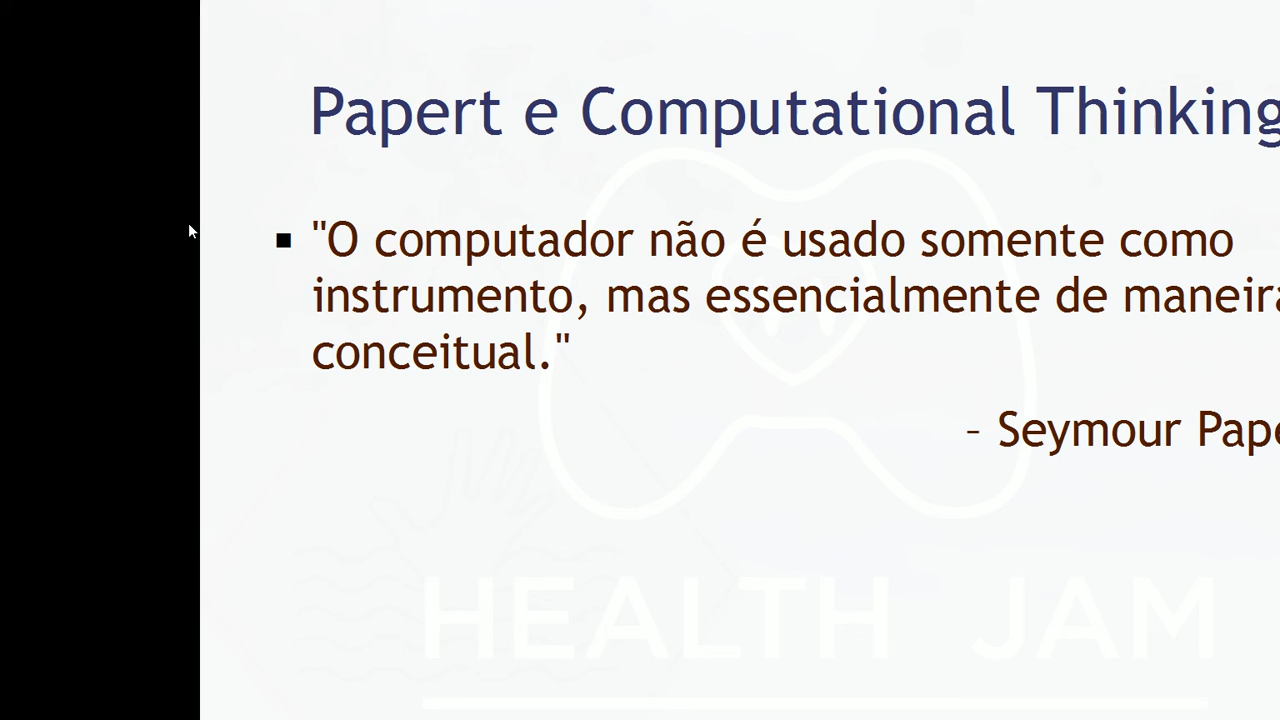 Papert e Computational Thinking
▪ "O computador não é usado somente como
instrumento, mas essencialmente de maneira
conceitual."
– Seymour Pape
HEALTH JAM